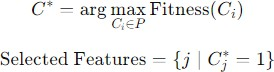 C* = arg max_{C_i ∈ P} Fitness(C_i)
Selected Features = {j | C*_j = 1}